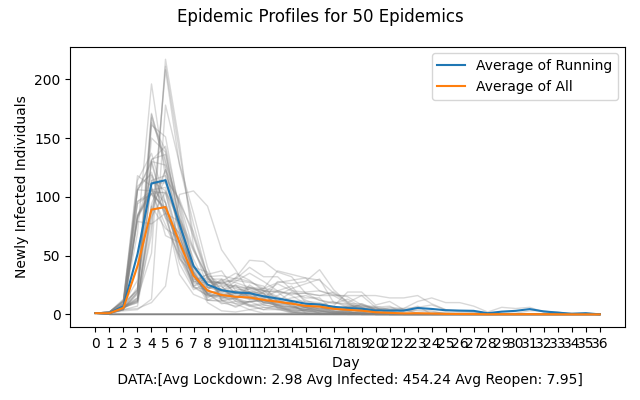 Epidemic Profiles for 50 Epidemics
Average of Running
Average of All
Newly Infected Individuals
200
150
100
50
0
0 1 2 3 4 5 6 7 8 9 10 11 12 13 14 15 16 17 18 19 20 21 22 23 24 25 26 27 28 29 30 31 32 33 34 35 36
Day
DATA:[Avg Lockdown: 2.98 Avg Infected: 454.24 Avg Reopen: 7.95]